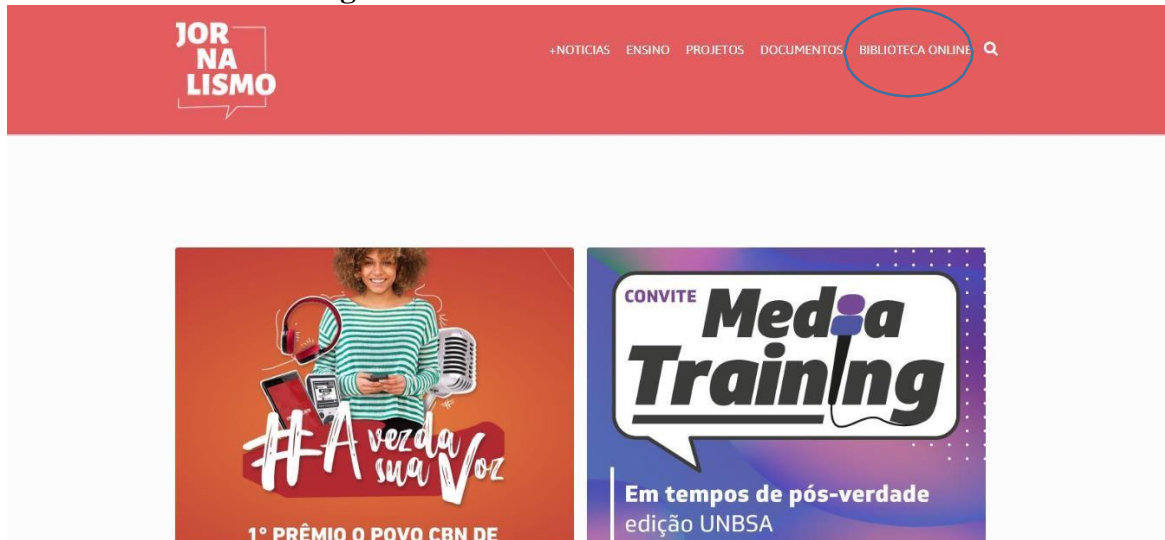 JOR
NA
LISMO
+NOTICIAS ENSINO PROJETOS DOCUMENTOS BIBLIOTECA ONLINE
#A vez da
sua Voz
1º PRÊMIO O POVO CBN DE
CONVITE
Media
Training
Em tempos de pós-verdade
edição UNBSA